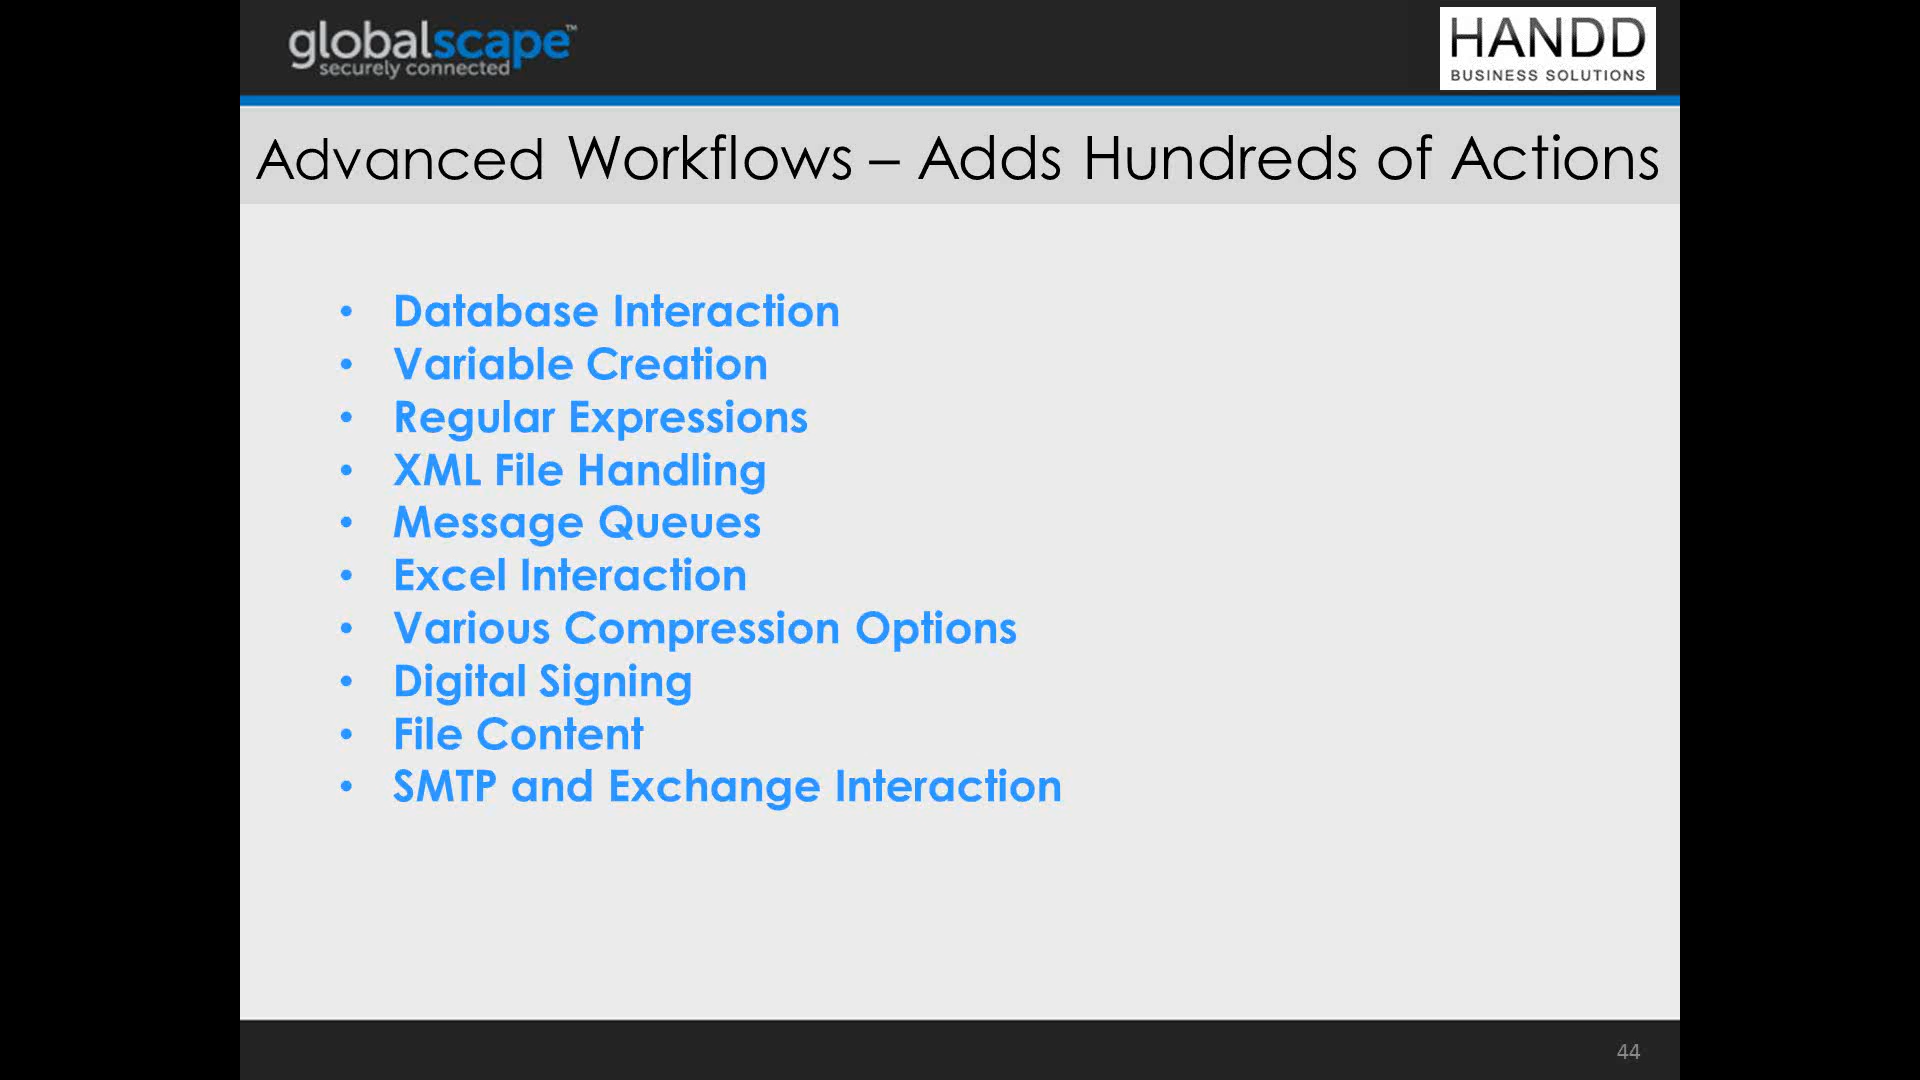 globalscape™
securely connected
HANDD
BUSINESS SOLUTIONS
Advanced Workflows – Adds Hundreds of Actions
• Database Interaction
• Variable Creation
• Regular Expressions
• XML File Handling
• Message Queues
• Excel Interaction
• Various Compression Options
• Digital Signing
• File Content
• SMTP and Exchange Interaction
44